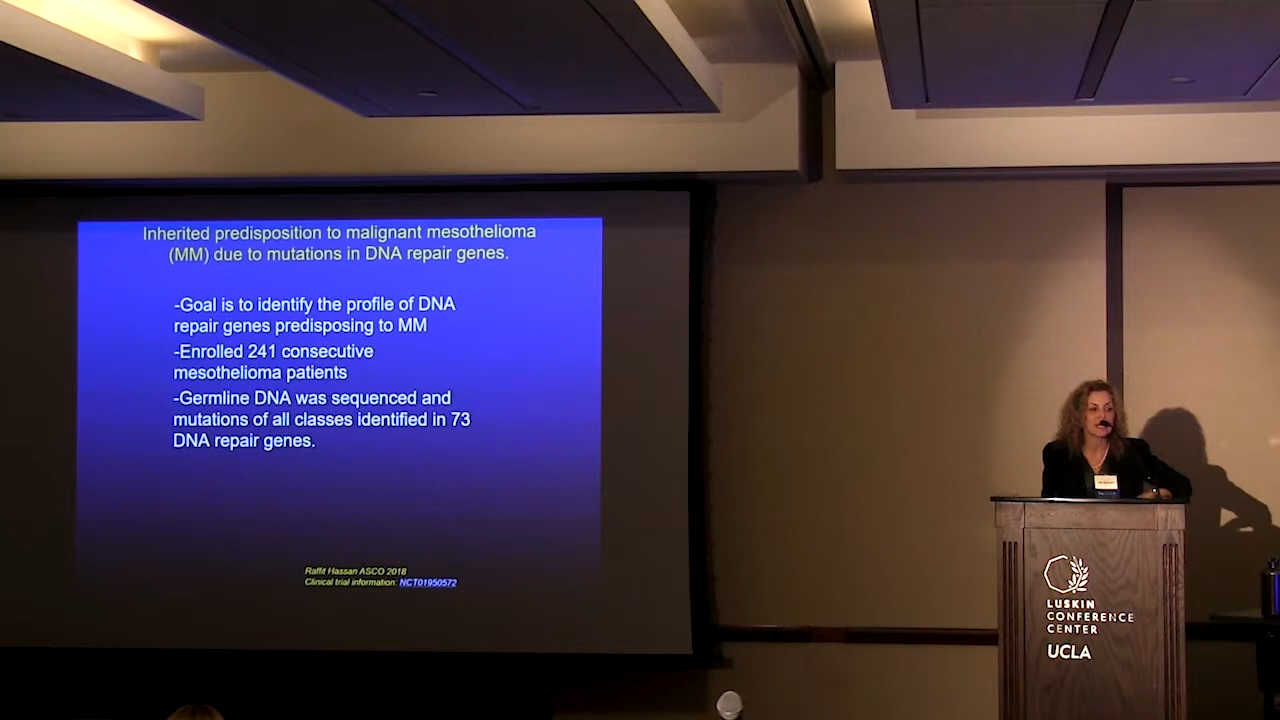 Inherited predisposition to malignant mesothelioma
(MM) due to mutations in DNA repair genes.
-Goal is to identify the profile of DNA
repair genes predisposing to MM
-Enrolled 241 consecutive
mesothelioma patients
-Germline DNA was sequenced and
mutations of all classes identified in 73
DNA repair genes.
Raffit Hassan ASCO 2018
Clinical trial information: NCT01950572
LUSKIN
CONFERENCE
CENTER
UCLA